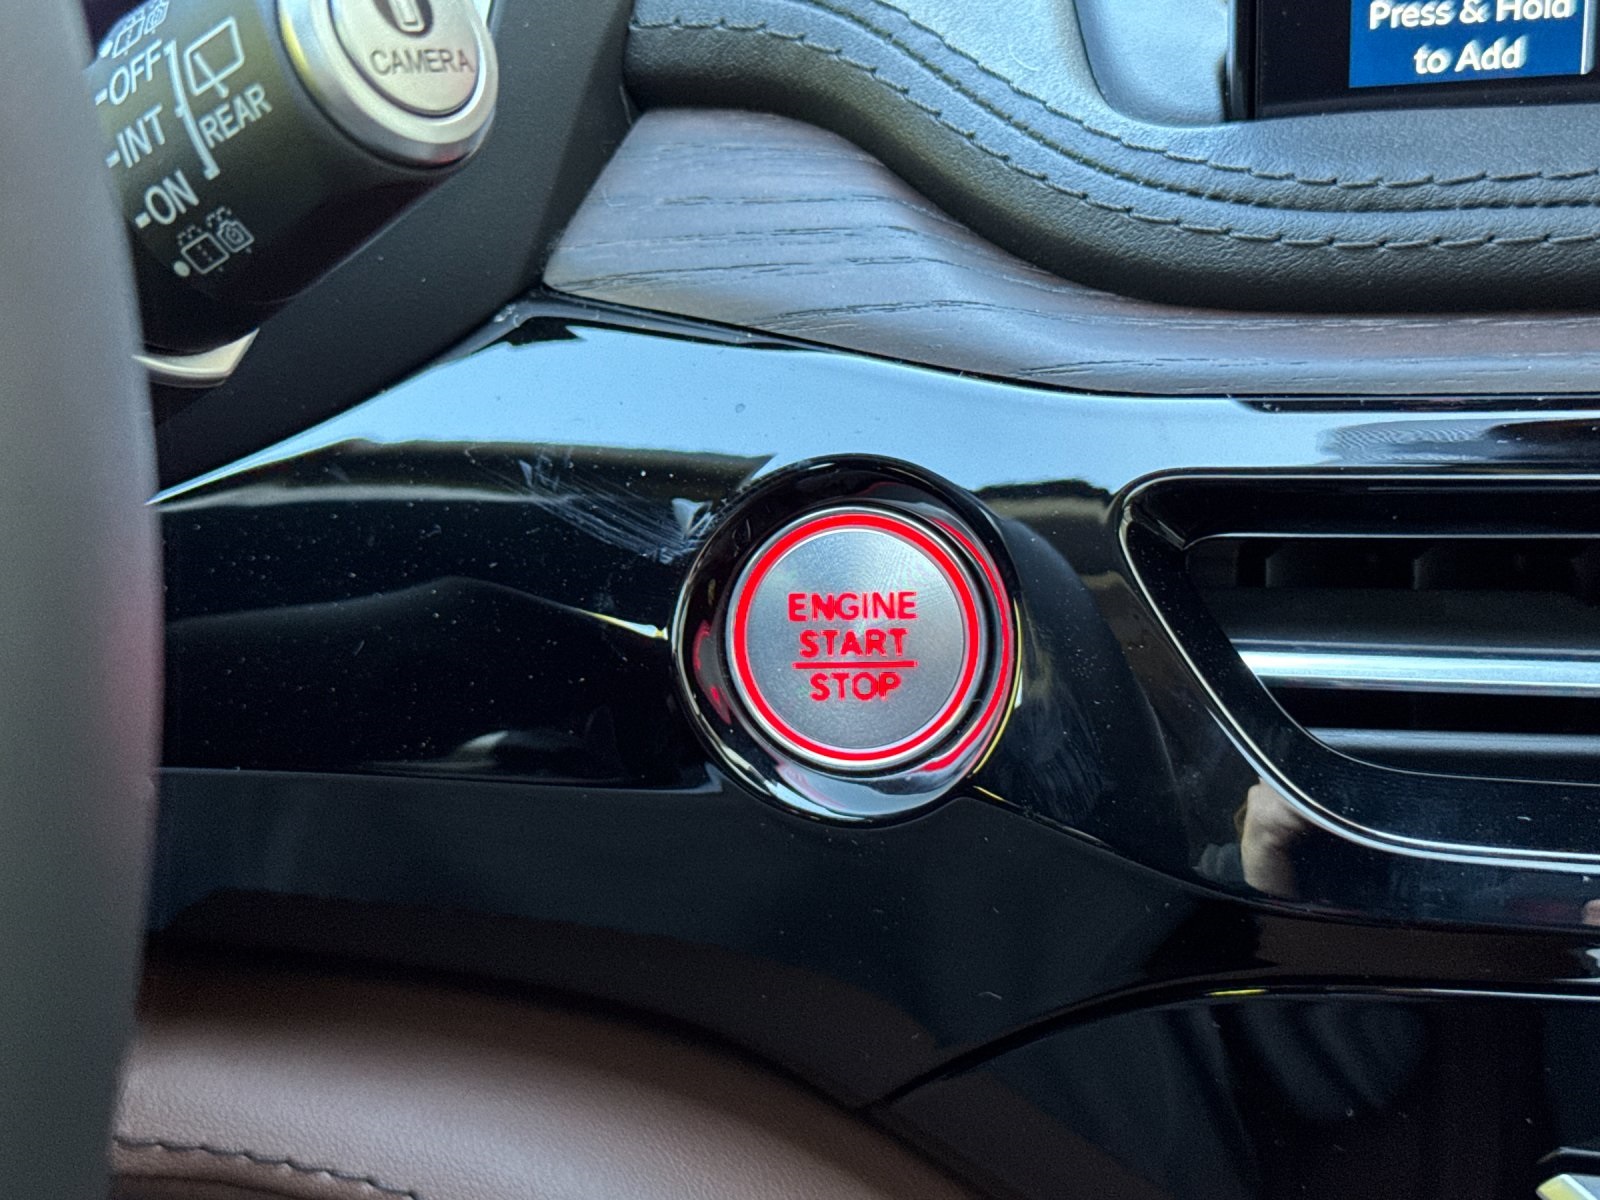 CAMERA
-OFF
-INT
-ON
REAR
Press & Hold
to Add
ENGINE
START
STOP